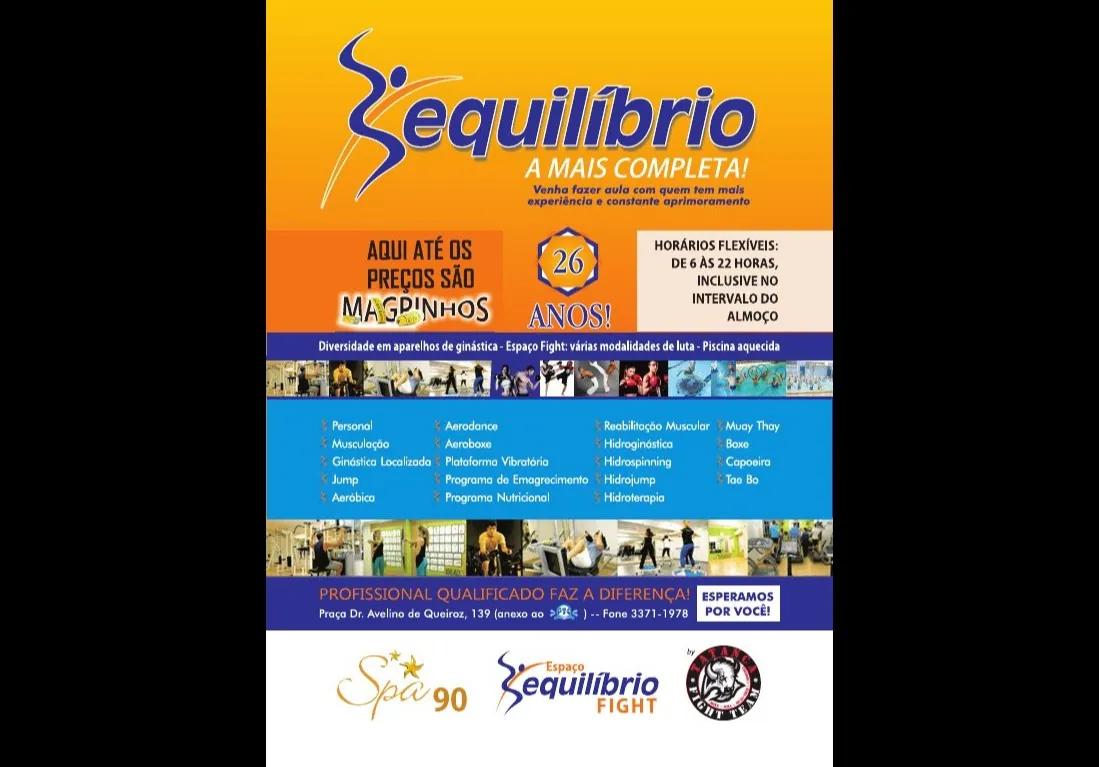 equilíbrio
A MAIS COMPLETA!
Venha fazer aula com quem tem mais
experiência e constante aprimoramento
AQUI ATÉ OS
PREÇOS SÃO
MAGRINHOS
26
ANOS!
HORÁRIOS FLEXÍVEIS:
DE 6 ÀS 22 HORAS,
INCLUSIVE NO
INTERVALO DO
ALMOÇO
Diversidade em aparelhos de ginástica - Espaço Fight: várias modalidades de luta - Piscina aquecida
Personal
Musculação
Ginástica Localizada
Jump
Aeróbica
Aerodance
Aeroboxe
Plataforma Vibratória
Programa de Emagrecimento
Programa Nutricional
Reabilitação Muscular
Hidroginástica
Hidrospinning
Hidrojump
Hidroterapia
Muay Thay
Boxe
Capoeira
Tae Bo
PROFISSIONAL QUALIFICADO FAZ A DIFERENÇA!
Praça Dr. Avelino de Queiroz, 139 (anexo ao ) -- Fone 3371-1978
ESPERAMOS
POR VOCÊ!
Spa 90
Espaço
equilíbrio
FIGHT
by
TATANCA
FIGHT TEAM